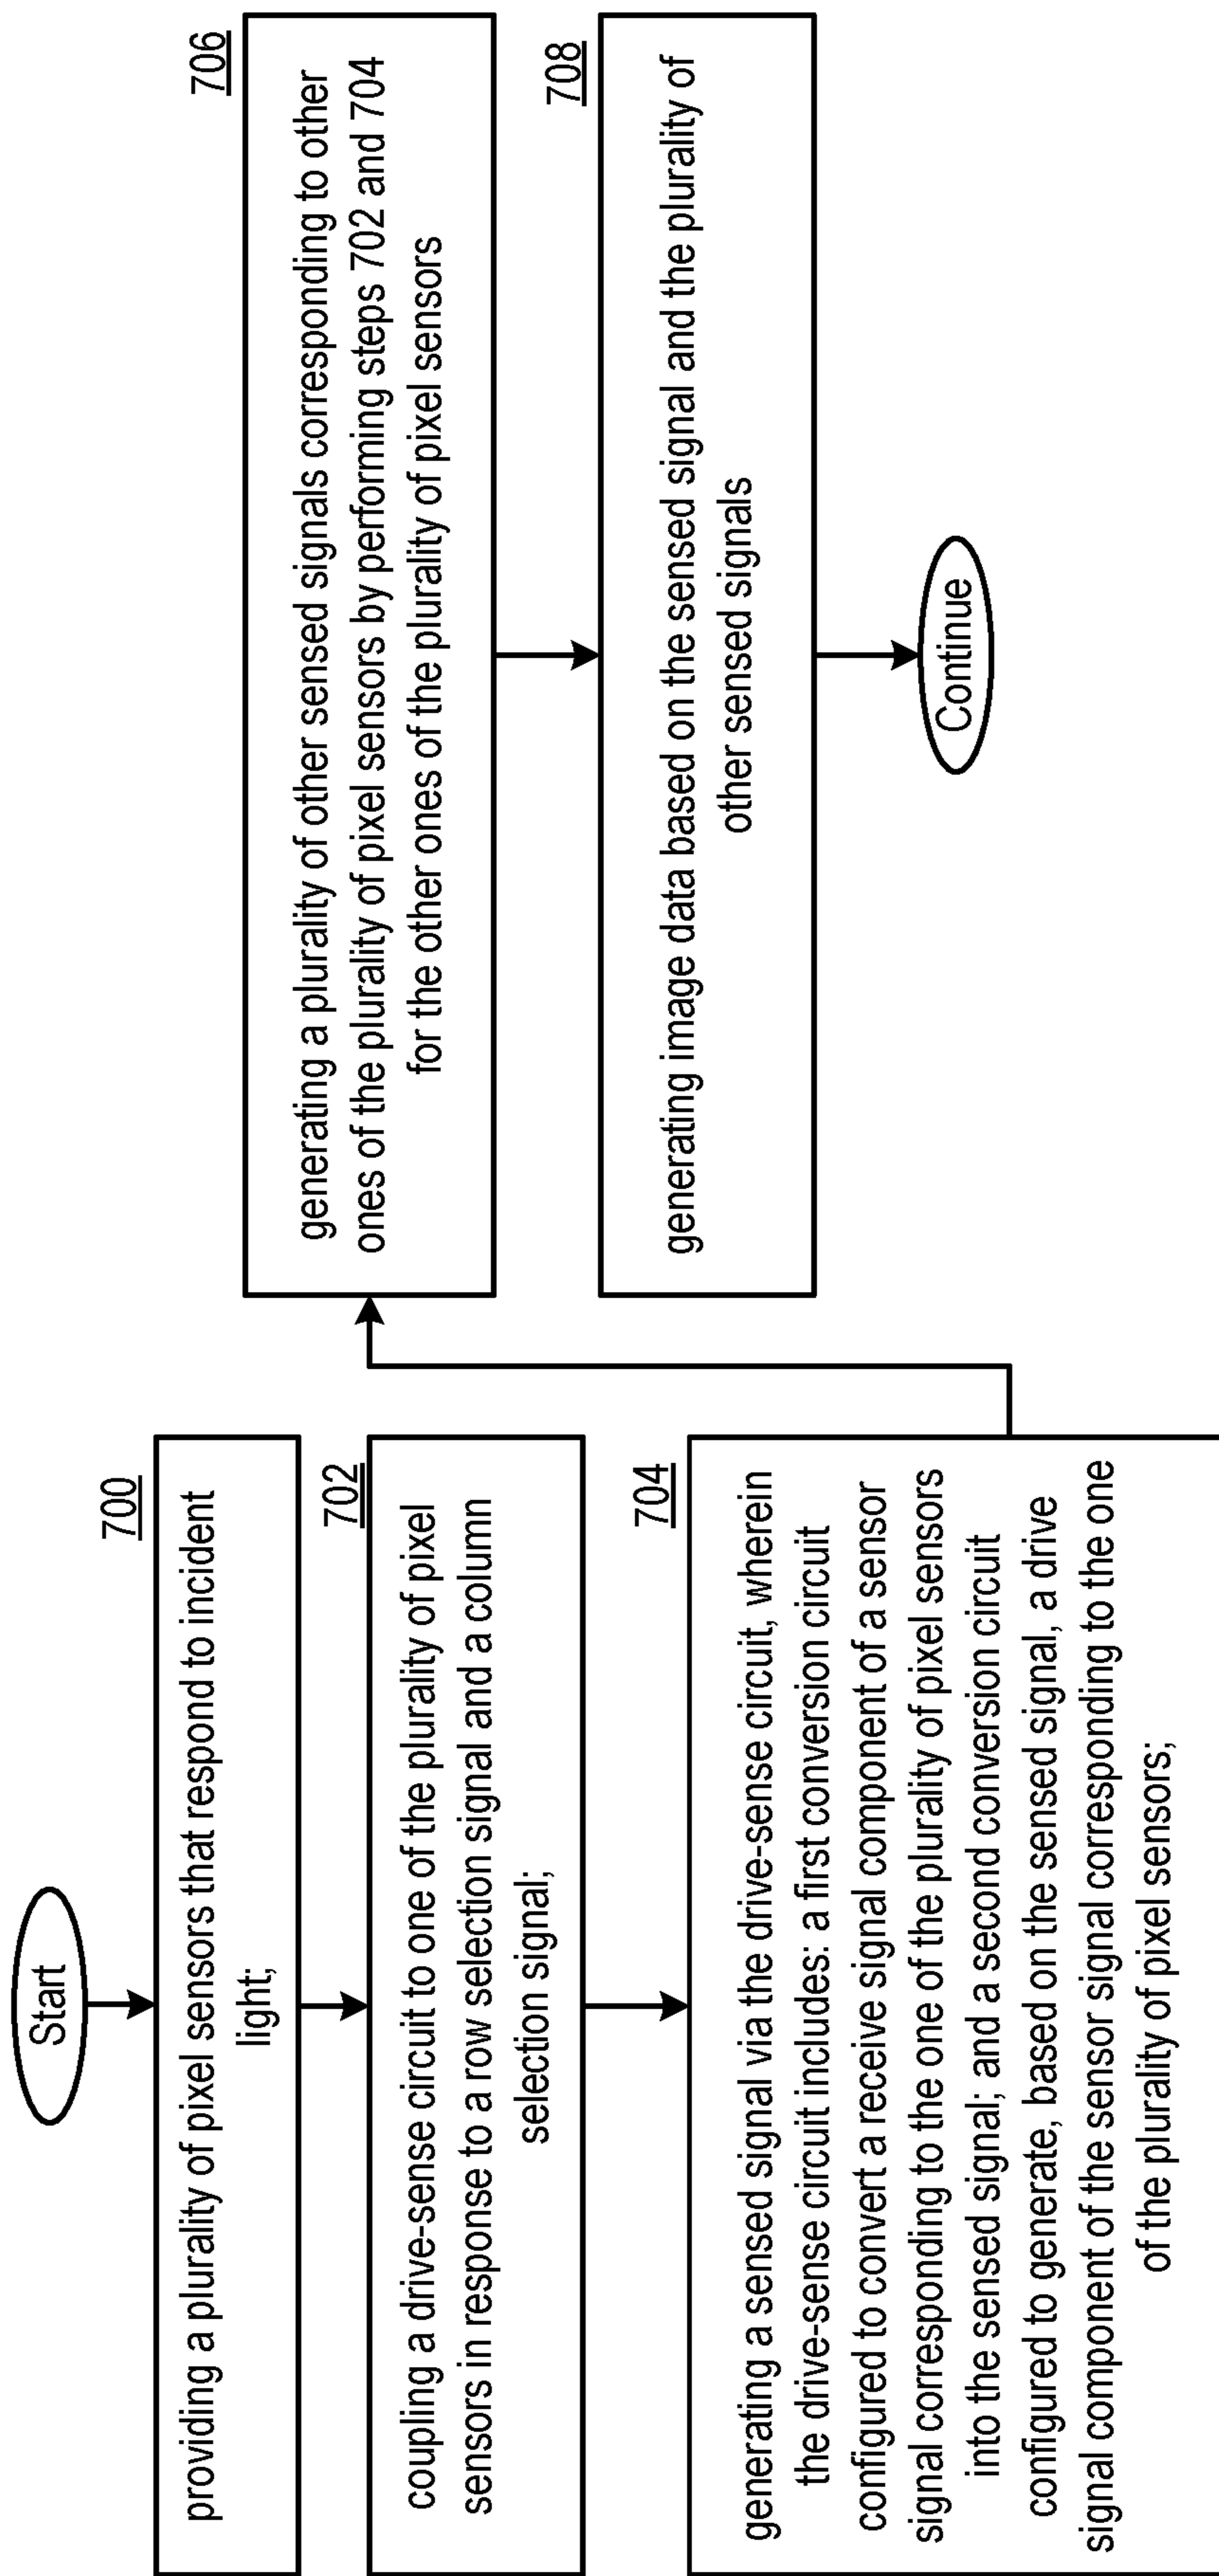 Start
700
providing a plurality of pixel sensors that respond to incident
light;
702
coupling a drive-sense circuit to one of the plurality of pixel
sensors in response to a row selection signal and a column
selection signal;
704
generating a sensed signal via the drive-sense circuit, wherein
the drive-sense circuit includes: a first conversion circuit
configured to convert a receive signal component of a sensor
signal corresponding to the one of the plurality of pixel sensors
into the sensed signal; and a second conversion circuit
configured to generate, based on the sensed signal, a drive
signal component of the sensor signal corresponding to the one
of the plurality of pixel sensors;
706
generating a plurality of other sensed signals corresponding to other
ones of the plurality of pixel sensors by performing steps 702 and 704
for the other ones of the plurality of pixel sensors
708
generating image data based on the sensed signal and the plurality of
other sensed signals
Continue